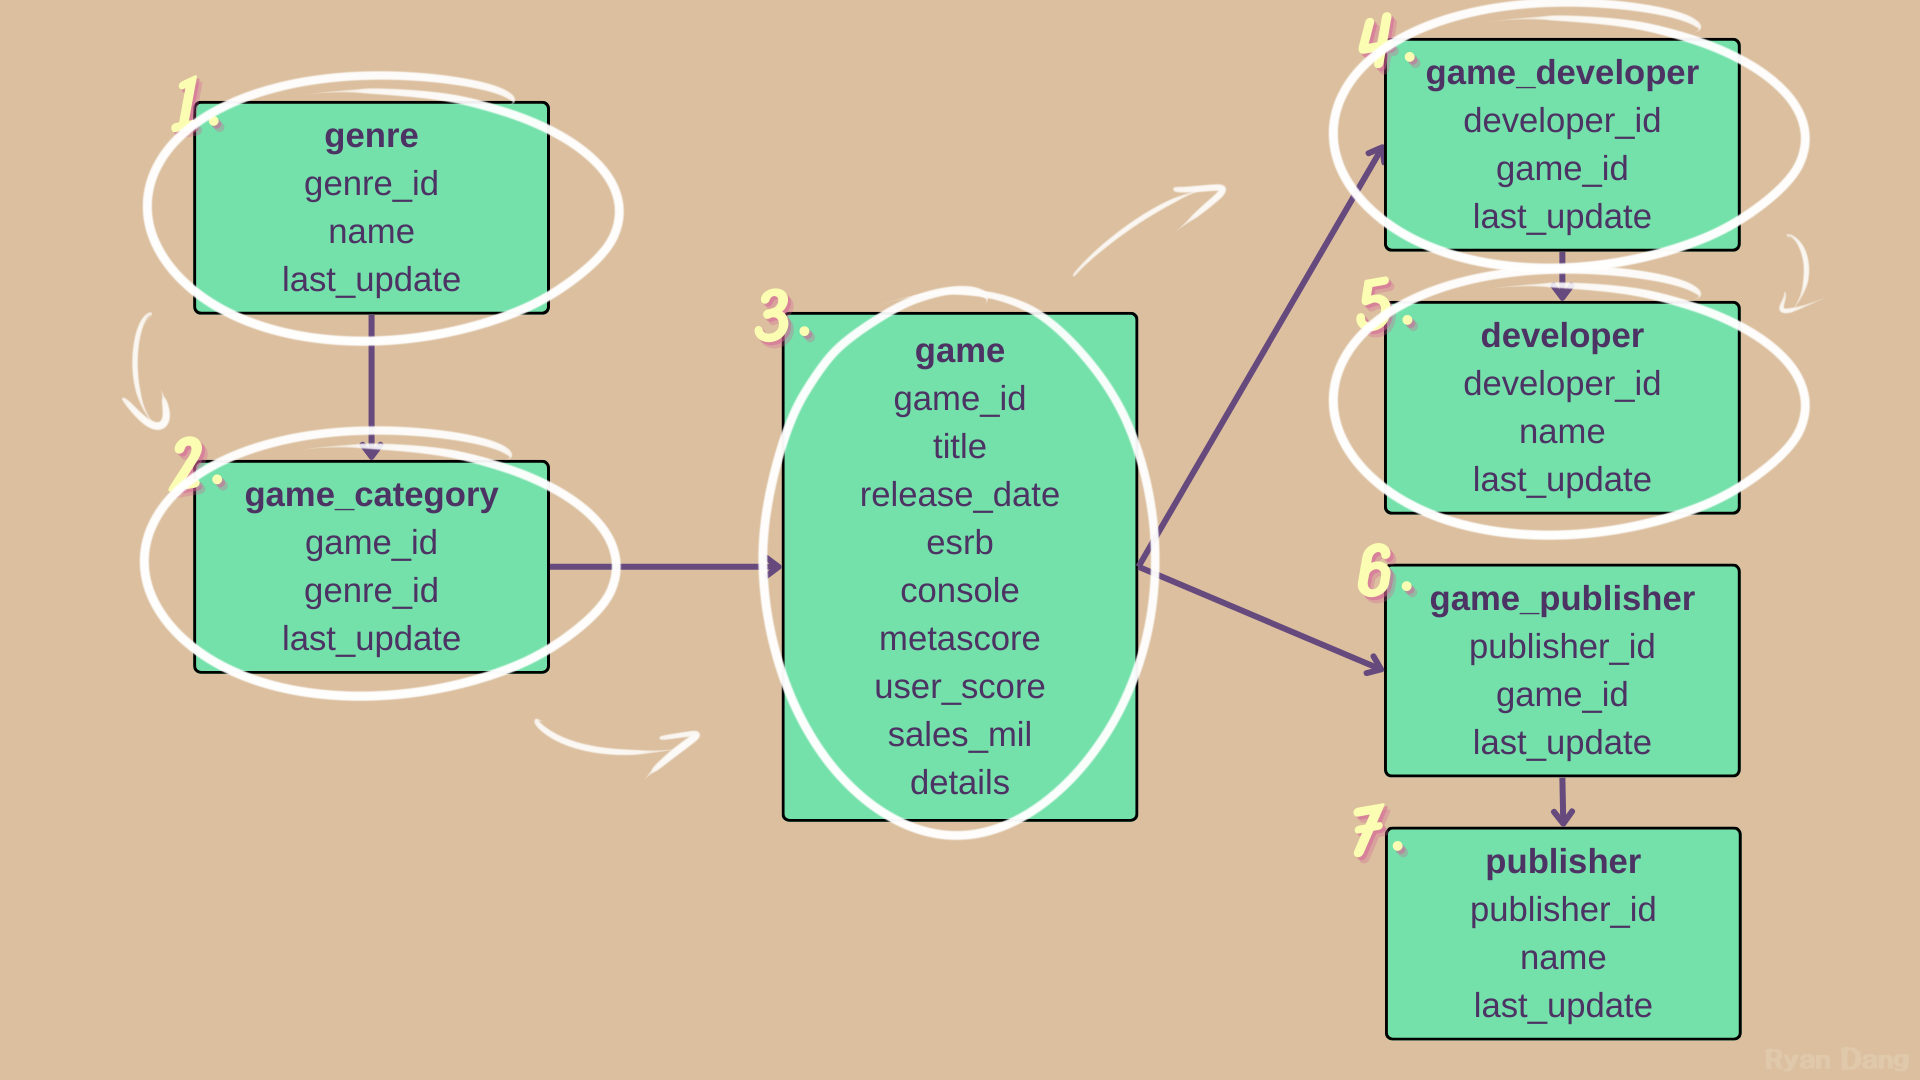 1.
genre
genre_id
name
last_update
2.
game_category
game_id
genre_id
last_update
3.
game
game_id
title
release_date
esrb
console
metascore
user_score
sales_mil
details
4.
game_developer
developer_id
game_id
last_update
5.
developer
developer_id
name
last_update
6.
game_publisher
publisher_id
game_id
last_update
7.
publisher
publisher_id
name
last_update
Ryan Dang